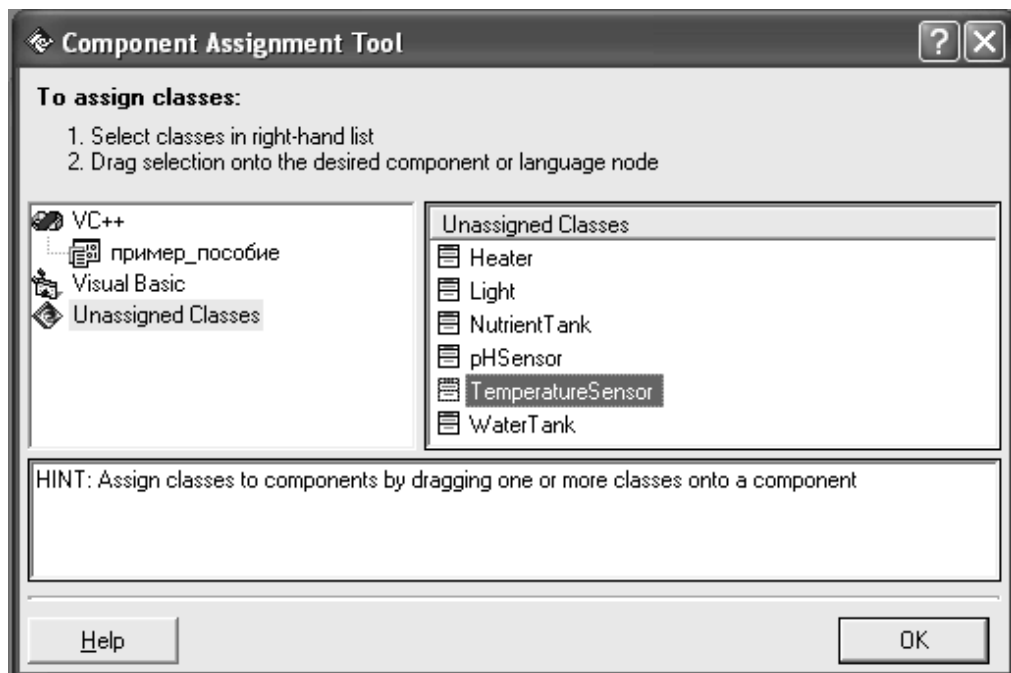 Component Assignment Tool
To assign classes:
1. Select classes in right-hand list
2. Drag selection onto the desired component or language node
VC++
пример_пособие
Visual Basic
Unassigned Classes
Unassigned Classes
Heater
Light
NutrientTank
pHSensor
TemperatureSensor
WaterTank
HINT: Assign classes to components by dragging one or more classes onto a component
Help
OK